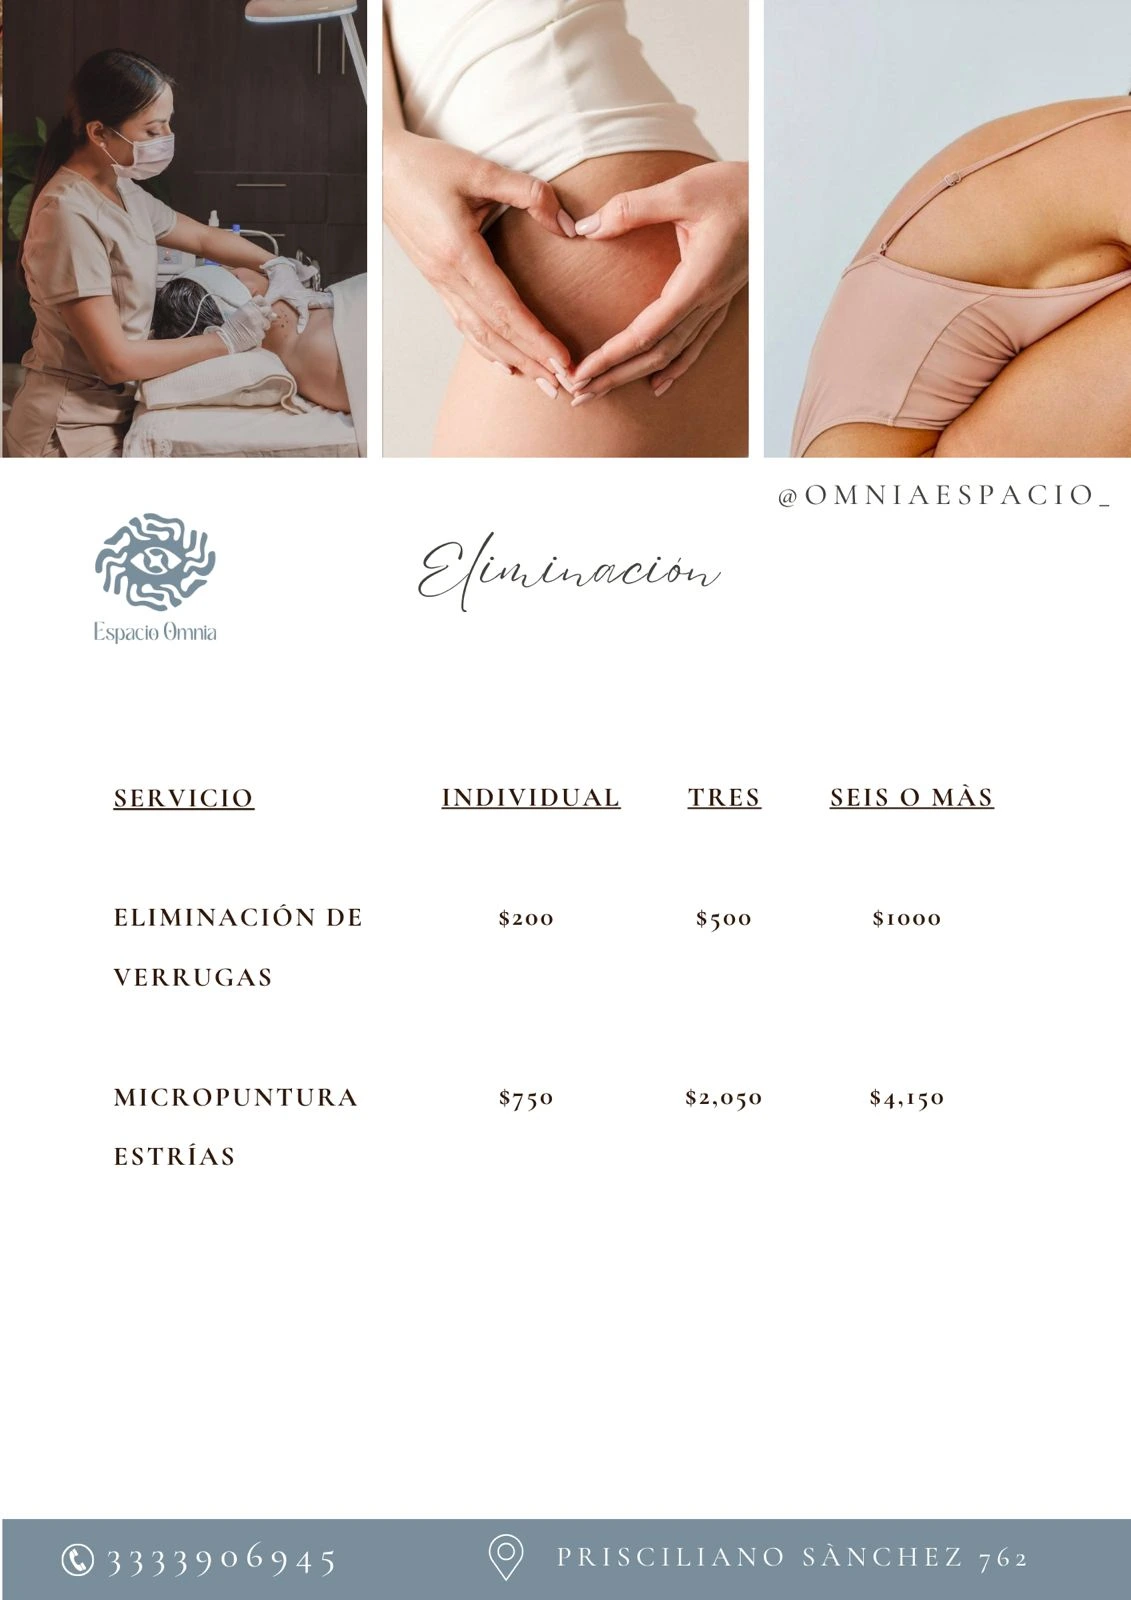 @OMNIAESPACIO_
Eliminación
Espacio Omnia
SERVICIO INDIVIDUAL TRES SEIS O MÀS
ELIMINACIÓN DE $200 $500 $1000
VERRUGAS
MICROPUNTURA $750 $2,050 $4,150
ESTRÍAS
3333906945 PRISCILIANO SÀNCHEZ 762